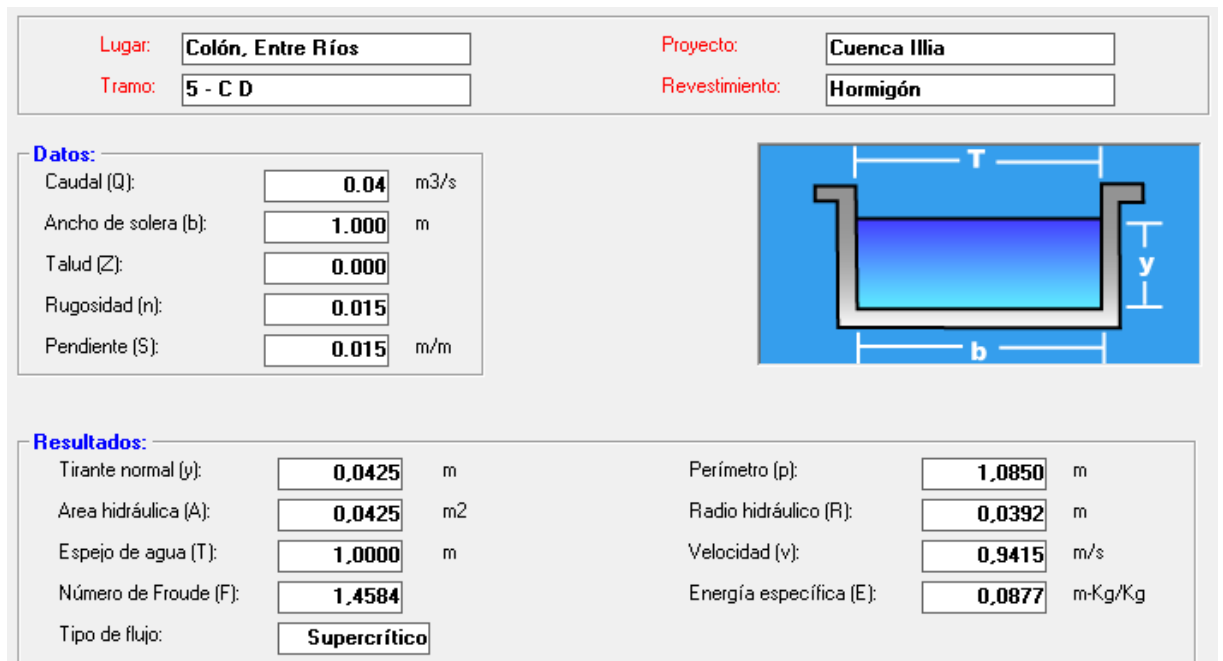 Lugar: Colón, Entre Ríos Proyecto: Cuenca Illia
Tramo: 5 - C D Revestimiento: Hormigón
Datos:
Caudal (Q): 0.04 m3/s
Ancho de solera (b): 1.000 m
Talud (Z): 0.000
Rugosidad (n): 0.015
Pendiente (S): 0.015 m/m
T
y
b
Resultados:
Tirante normal (y): 0,0425 m Perímetro (p): 1,0850 m
Area hidráulica (A): 0,0425 m2 Radio hidráulico (R): 0,0392 m
Espejo de agua (T): 1,0000 m Velocidad (v): 0,9415 m/s
Número de Froude (F): 1,4584 Energía específica (E): 0,0877 m-Kg/Kg
Tipo de flujo: Supercrítico